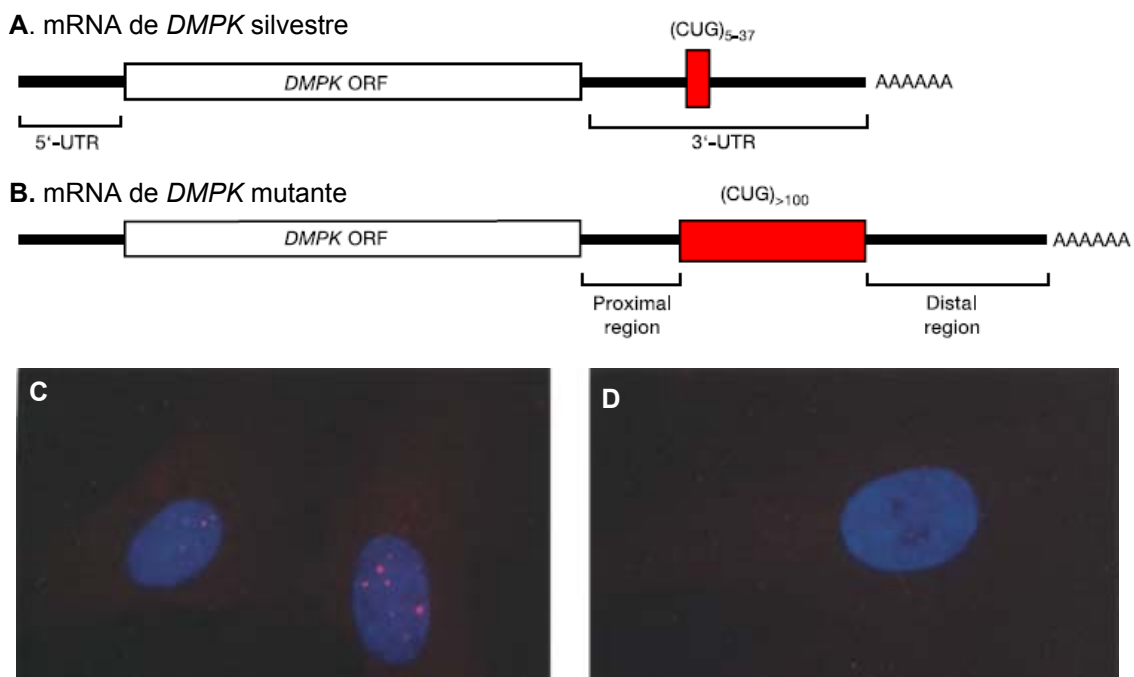 A. mRNA de DMPK silvestre
(CUG)5-37
DMPK ORF
AAAAAA
5'-UTR
3'-UTR
B. mRNA de DMPK mutante
(CUG)>100
DMPK ORF
AAAAAA
Proximal
region
Distal
region
C
D